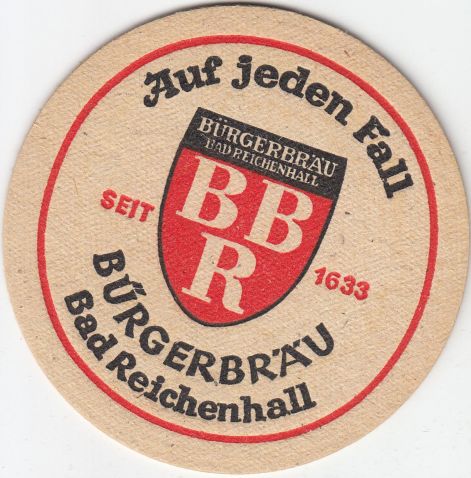 Auf jeden Fall
BÜRGERBRÄU
BAD REICHENHALL
BB
R
SEIT 1633
BÜRGERBRÄU
Bad Reichenhall